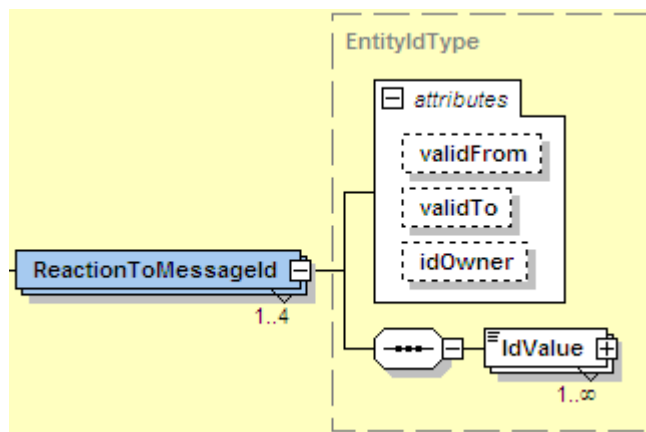 EntityIdType
attributes
validFrom
validTo
idOwner
ReactionToMessageId
1..4
IdValue
1..∞